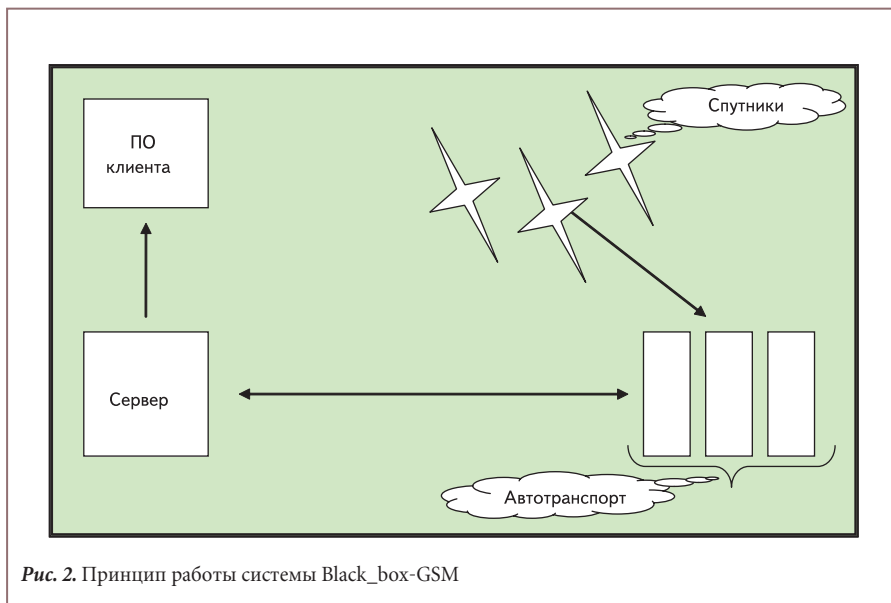 Спутники
ПО
клиента
Сервер
Автотранспорт
Рис. 2. Принцип работы системы Black_box-GSM